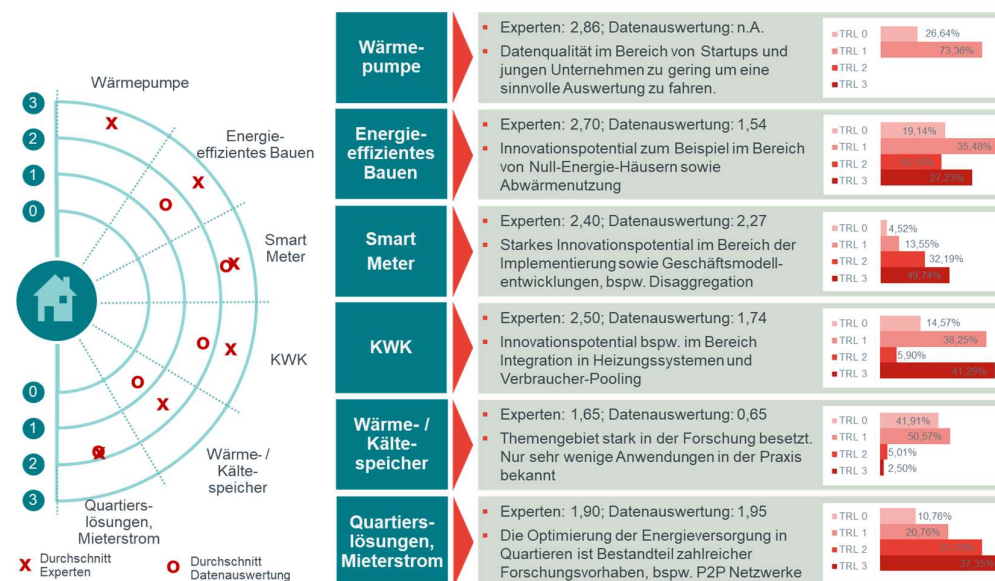 Wärmepumpe
Energie-
effizientes Bauen
Smart
Meter
KWK
Wärme- /
Kälte-
speicher
Quartiers-
lösungen,
Mieterstrom
3
2
1
0
0
1
2
3
x Durchschnitt
Experten
o Durchschnitt
Datenauswertung
Wärme-
pumpe
▪ Experten: 2,86; Datenauswertung: n.A.
▪ Datenqualität im Bereich von Startups und
jungen Unternehmen zu gering um eine
sinnvolle Auswertung zu fahren.
TRL 0 26,64%
TRL 1 73,36%
TRL 2
TRL 3
Energie-
effizientes
Bauen
▪ Experten: 2,70; Datenauswertung: 1,54
▪ Innovationspotential zum Beispiel im Bereich
von Null-Energie-Häusern sowie
Abwärmenutzung
TRL 0 19,14%
TRL 1 35,48%
TRL 2
TRL 3 27,23%
Smart
Meter
▪ Experten: 2,40; Datenauswertung: 2,27
▪ Starkes Innovationspotential im Bereich der
Implementierung sowie Geschäftsmodell-
entwicklungen, bspw. Disaggregation
TRL 0 4,52%
TRL 1 13,55%
TRL 2 32,19%
TRL 3 49,74%
KWK
▪ Experten: 2,50; Datenauswertung: 1,74
▪ Innovationspotential bspw. im Bereich
Integration in Heizungssystemen und
Verbraucher-Pooling
TRL 0 14,57%
TRL 1 38,25%
TRL 2 5,90%
TRL 3 41,29%
Wärme- /
Kälte-
speicher
▪ Experten: 1,65; Datenauswertung: 0,65
▪ Themengebiet stark in der Forschung besetzt.
Nur sehr wenige Anwendungen in der Praxis
bekannt
TRL 0 41,91%
TRL 1 50,57%
TRL 2 5,01%
TRL 3 2,50%
Quartiers-
lösungen,
Mieterstrom
▪ Experten: 1,90; Datenauswertung: 1,95
▪ Die Optimierung der Energieversorgung in
Quartieren ist Bestandteil zahlreicher
Forschungsvorhaben, bspw. P2P Netzwerke
TRL 0 10,76%
TRL 1 20,76%
TRL 2
TRL 3 37,35%